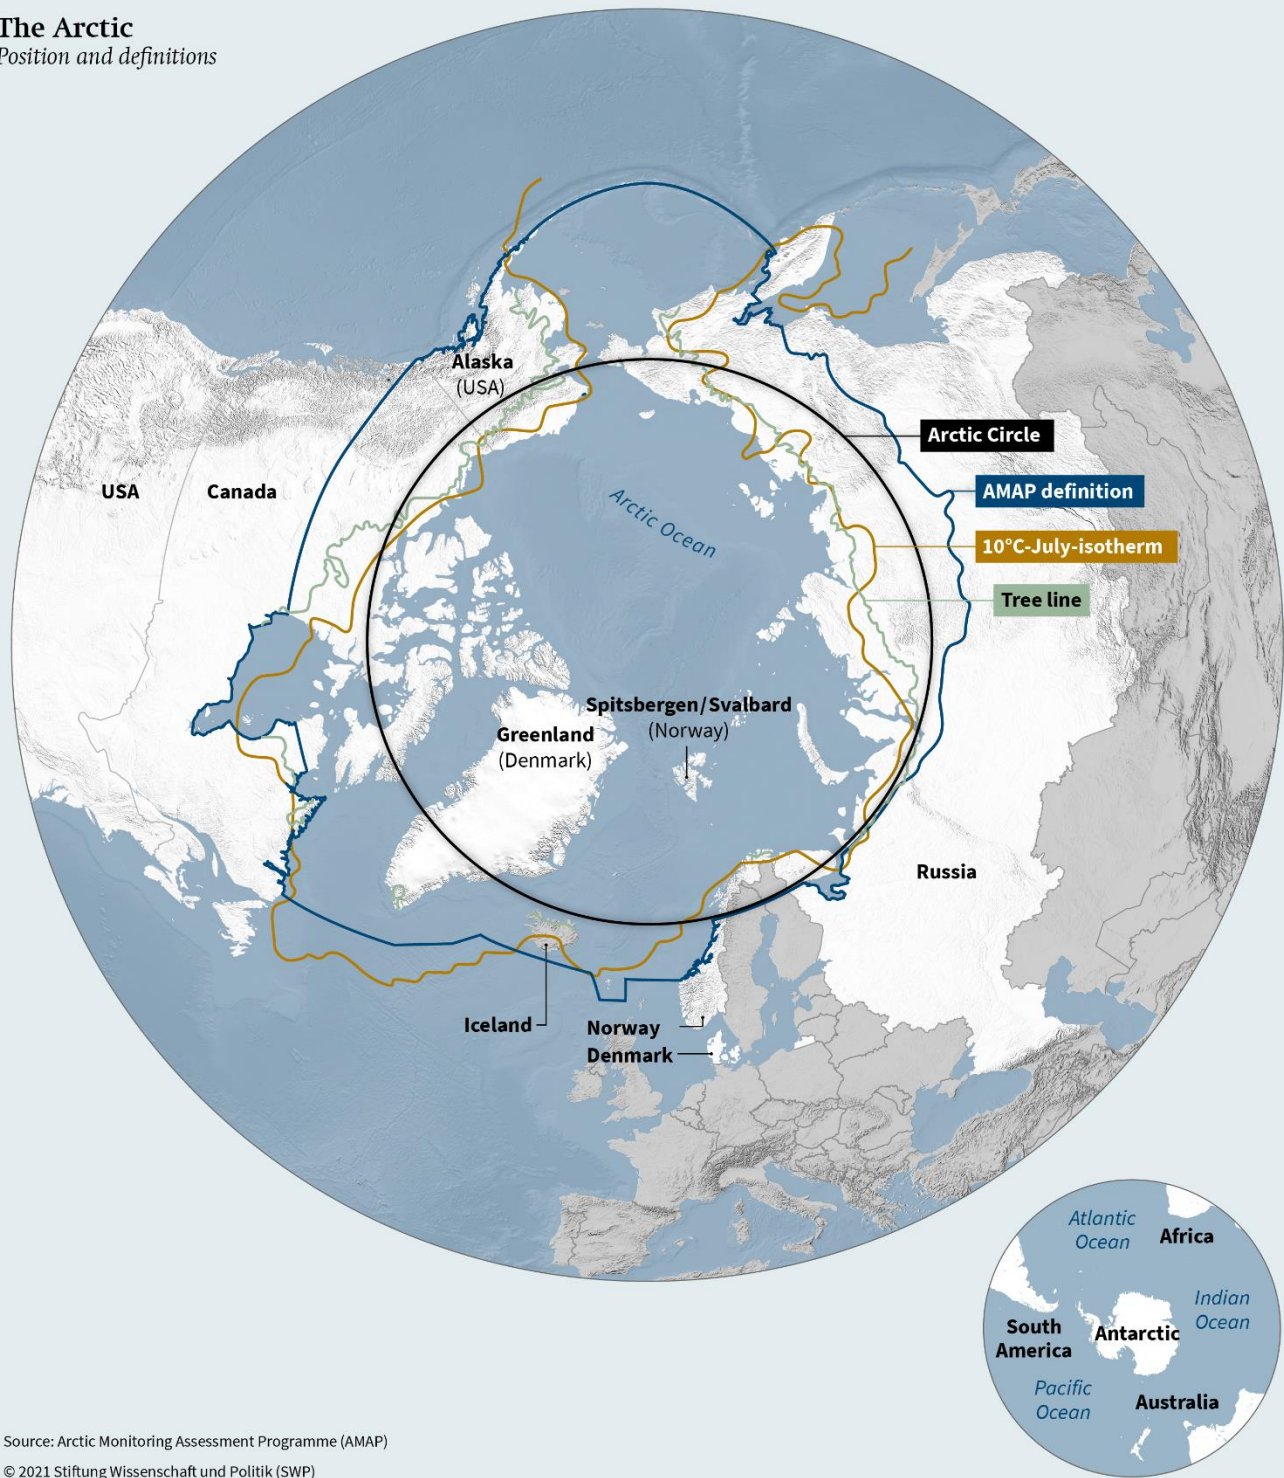 The Arctic
Position and definitions
Alaska
(USA)
Arctic Circle
USA
Canada
AMAP definition
Arctic Ocean
10°C-July-isotherm
Tree line
Spitsbergen/Svalbard
(Norway)
Greenland
(Denmark)
Russia
Iceland
Norway
Denmark
Atlantic
Ocean
Africa
Indian
Ocean
South
America
Antarctic
Pacific
Ocean
Australia
Source: Arctic Monitoring Assessment Programme (AMAP)
© 2021 Stiftung Wissenschaft und Politik (SWP)